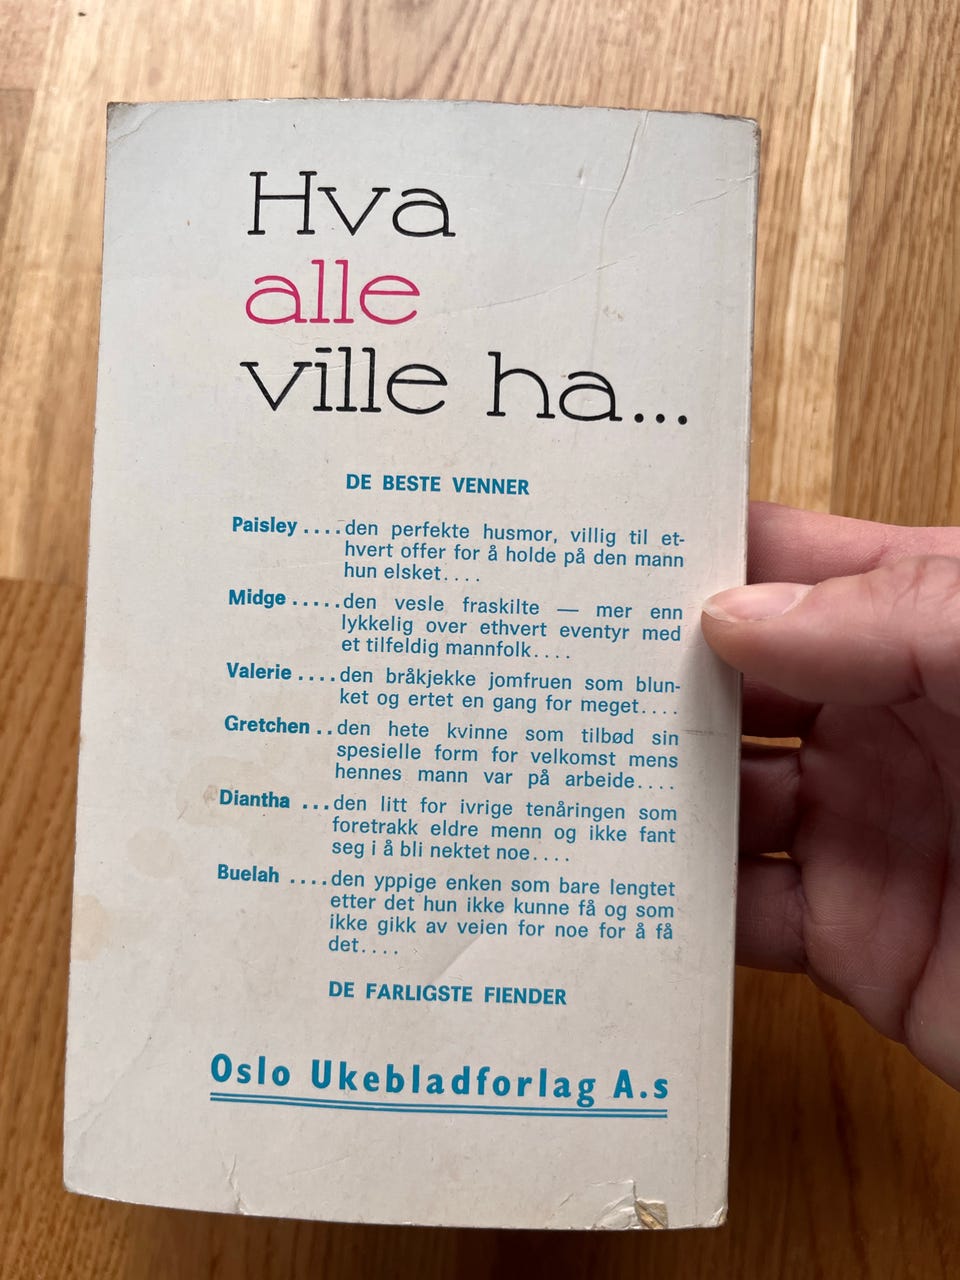 Hva
alle
ville ha...
DE BESTE VENNER
Paisley ....den perfekte husmor, villig til et-
hvert offer for å holde på den mann
hun elsket....
Midge .....den vesle fraskilte — mer enn
lykkelig over ethvert eventyr med
et tilfeldig mannfolk....
Valerie ....den bråkjekke jomfruen som blun-
ket og ertet en gang for meget....
Gretchen ..den hete kvinne som tilbød sin
spesielle form for velkomst mens
hennes mann var på arbeide....
Diantha ...den litt for ivrige tenåringen som
foretrakk eldre menn og ikke fant
seg i å bli nektet noe....
Buelah ....den yppige enken som bare lengtet
etter det hun ikke kunne få og som
ikke gikk av veien for noe for å få
det....
DE FARLIGSTE FIENDER
Oslo Ukebladforlag A.s